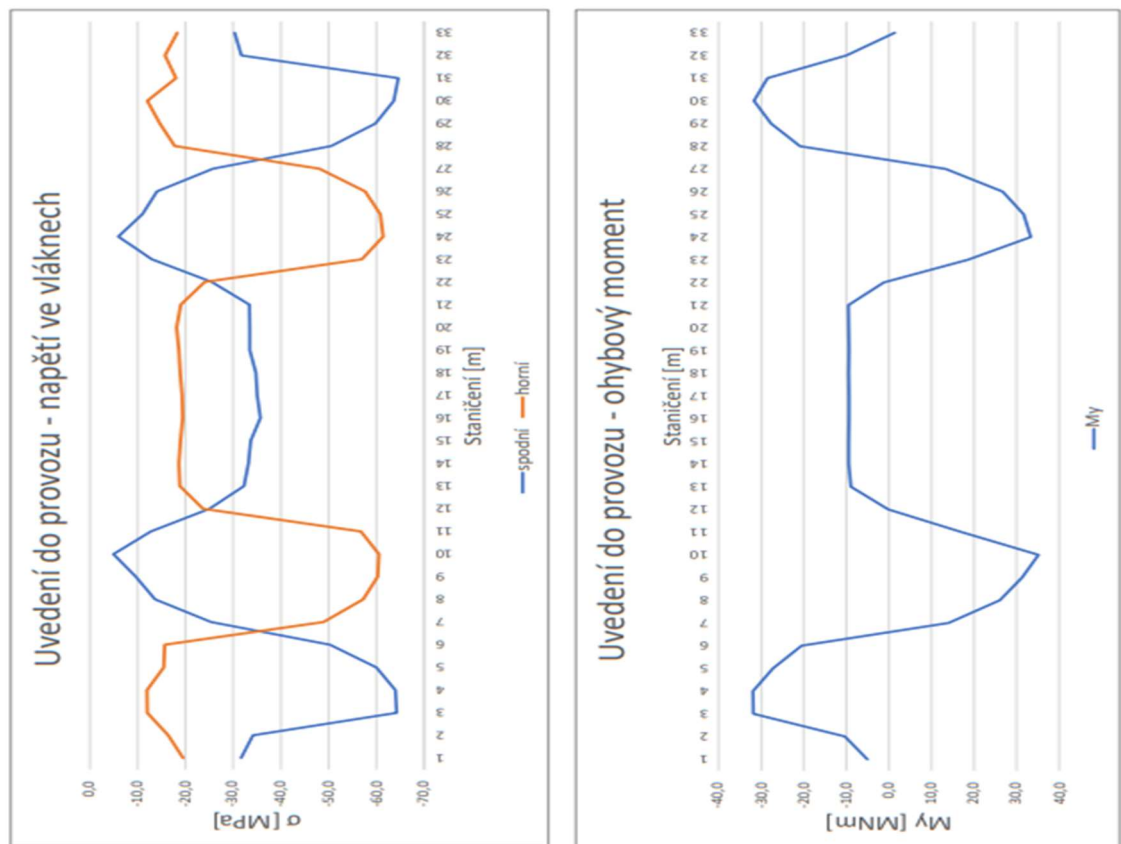 Uvedení do provozu - napětí ve vláknech
σ [MPa]
0,0
-10,0
-20,0
-30,0
-40,0
-50,0
-60,0
-70,0
1 2 3 4 5 6 7 8 9 10 11 12 13 14 15 16 17 18 19 20 21 22 23 24 25 26 27 28 29 30 31 32 33
Staničení [m]
spodní horní
Uvedení do provozu - ohybový moment
Staničení [m]
1 2 3 4 5 6 7 8 9 10 11 12 13 14 15 16 17 18 19 20 21 22 23 24 25 26 27 28 29 30 31 32 33
My [MNm]
-40,0
-30,0
-20,0
-10,0
0,0
10,0
20,0
30,0
40,0
My